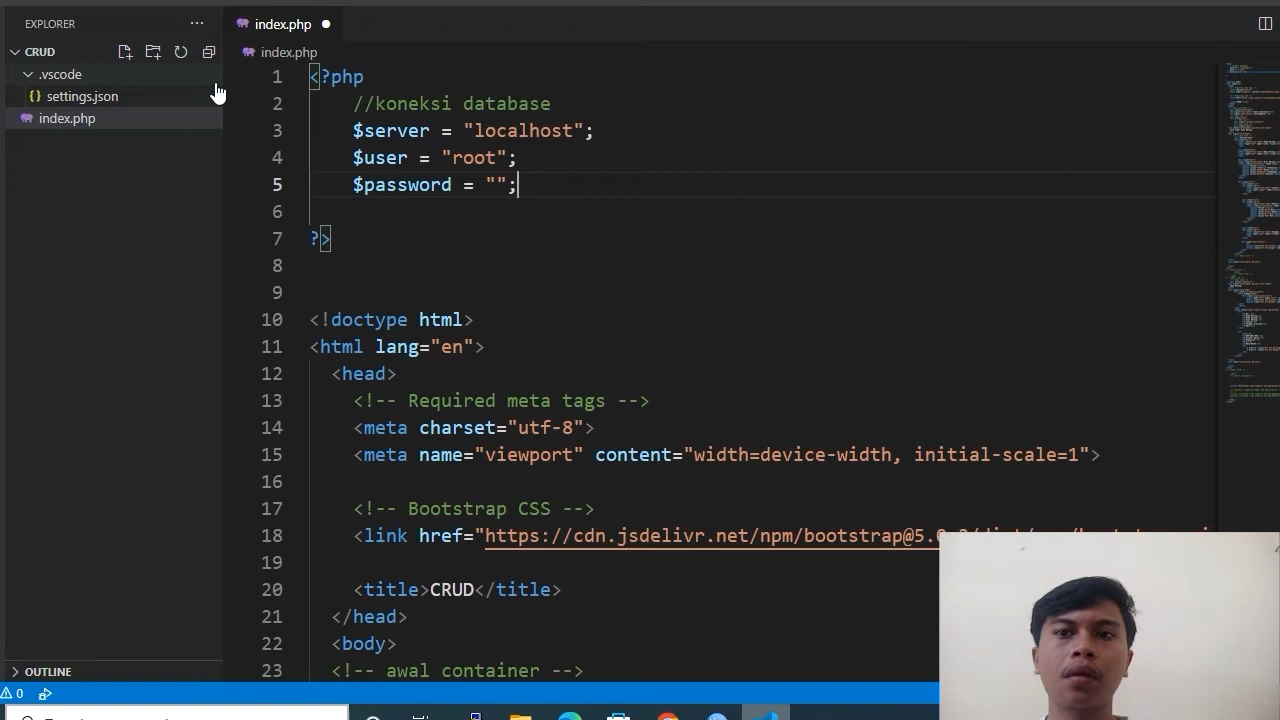 EXPLORER
index.php
CRUD
index.php
.vscode
{} settings.json
index.php
1 <?php
2 //koneksi database
3 $server = "localhost";
4 $user = "root";
5 $password = "";
6
7 ?>
8
9
10 <!doctype html>
11 <html lang="en">
12 <head>
13 <!-- Required meta tags -->
14 <meta charset="utf-8">
15 <meta name="viewport" content="width=device-width, initial-scale=1">
16
17 <!-- Bootstrap CSS -->
18 <link href="https://cdn.jsdelivr.net/npm/bootstrap@5.0
19
20 <title>CRUD</title>
21 </head>
22 <body>
23 <!-- awal container -->
OUTLINE
0